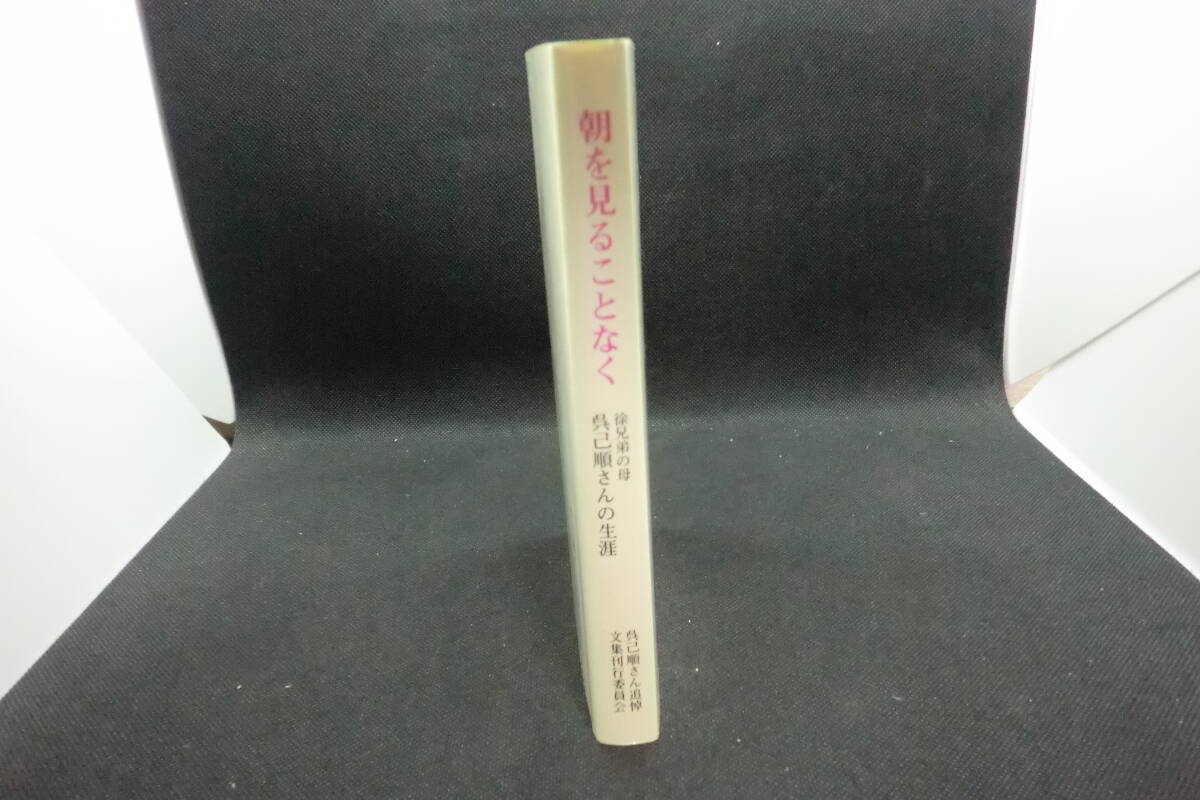 朝を見ることなく
徐兄弟の母
呉己順さんの生涯
呉己順さん追悼
文集刊行委員会